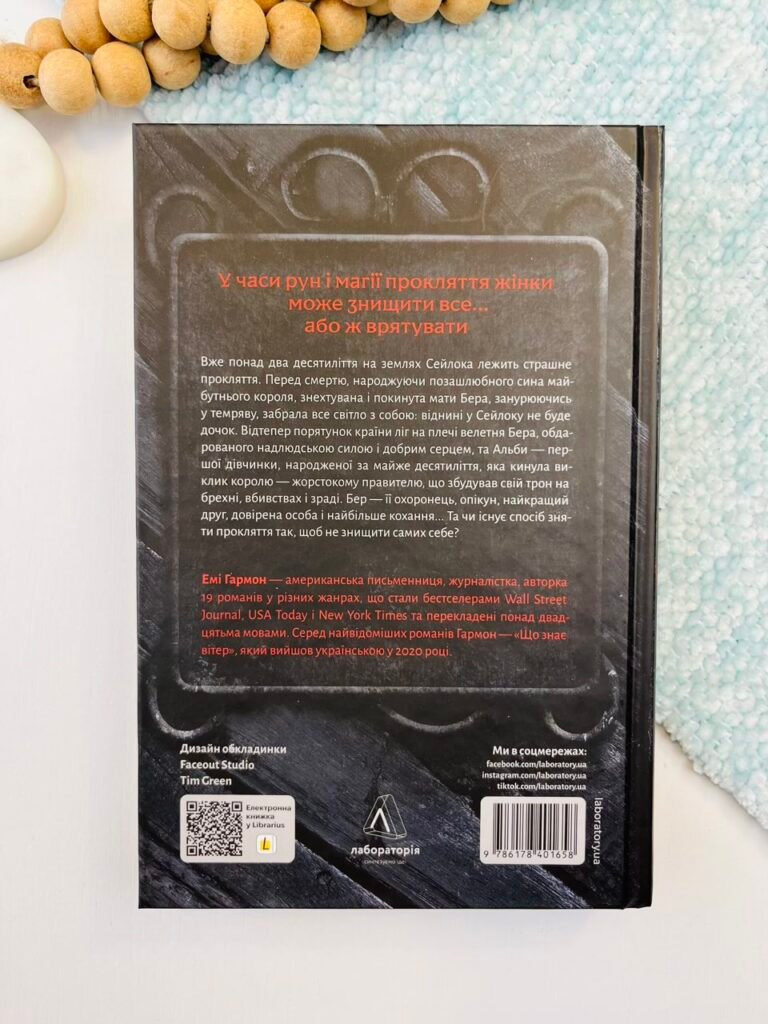 У часи рун і магії прокляття жінки
може знищити все...
або ж врятувати
Вже понад два десятиліття на землях Сейлока лежить страшне
прокляття. Перед смертю, народжуючи позашлюбного сина май-
бутнього короля, знехтувана і покинута мати Бера, занурюючись
у темряву, забрала все світло з собою: віднині у Сейлоку не буде
дочок. Відтепер порятунок країни ліг на плечі велетня Бера, обда-
рованого надлюдською силою і добрим серцем, та Альби — пер-
шої дівчинки, народженої за майже десятиліття, яка кинула ви-
клик королю — жорстокому правителю, що збудував свій трон на
брехні, вбивствах і зраді. Бер — її охоронець, опікун, найкращий
друг, довірена особа і найбільше кохання... Та чи існує спосіб зня-
ти прокляття так, щоб не знищити самих себе?
Емі Гармон — американська письменниця, журналістка, авторка
19 романів у різних жанрах, що стали бестселерами Wall Street
Journal, USA Today і New York Times та перекладені понад двад-
цятьма мовами. Серед найвідоміших романів Гармон — «Що знає
вітер», який вийшов українською у 2020 році.
Дизайн обкладинки
Faceout Studio
Tim Green
Електронна
книжка
у Librarius
L
лабораторія
синтезуємо ідеї
Ми в соцмережах:
facebook.com/laboratory.ua
instagram.com/laboratory.ua
tiktok.com/laboratory.ua
9 786178 401658
laboratory.ua